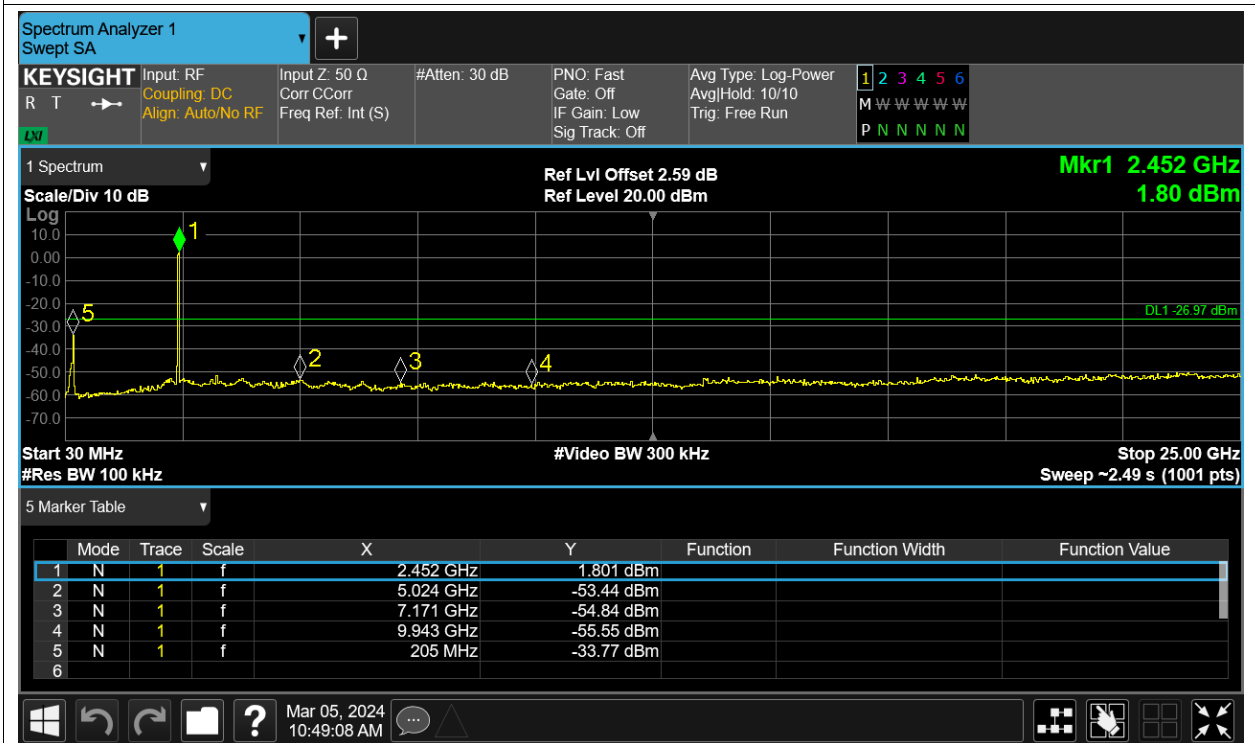 Spectrum Analyzer 1
Swept SA
KEYSIGHT
R T
LXI
Input: RF
Coupling: DC
Align: Auto/No RF
Input Z: 50 Ω
Corr CCorr
Freq Ref: Int (S)
#Atten: 30 dB
PNO: Fast
Gate: Off
IF Gain: Low
Sig Track: Off
Avg Type: Log-Power
Avg|Hold: 10/10
Trig: Free Run
1 2 3 4 5 6
M W W W W W
P N N N N N
1 Spectrum
Scale/Div 10 dB
Ref Lvl Offset 2.59 dB
Ref Level 20.00 dBm
Mkr1 2.452 GHz
1.80 dBm
Log
10.0
0.00
-10.0
-20.0
-30.0
-40.0
-50.0
-60.0
-70.0
1
5
2
3
4
DL1 -26.97 dBm
Start 30 MHz
#Res BW 100 kHz
#Video BW 300 kHz
Stop 25.00 GHz
Sweep ~2.49 s (1001 pts)
5 Marker Table
Mode Trace Scale X Y Function Function Width Function Value
1 N 1 f 2.452 GHz 1.801 dBm
2 N 1 f 5.024 GHz -53.44 dBm
3 N 1 f 7.171 GHz -54.84 dBm
4 N 1 f 9.943 GHz -55.55 dBm
5 N 1 f 205 MHz -33.77 dBm
6
?
Mar 05, 2024
10:49:08 AM